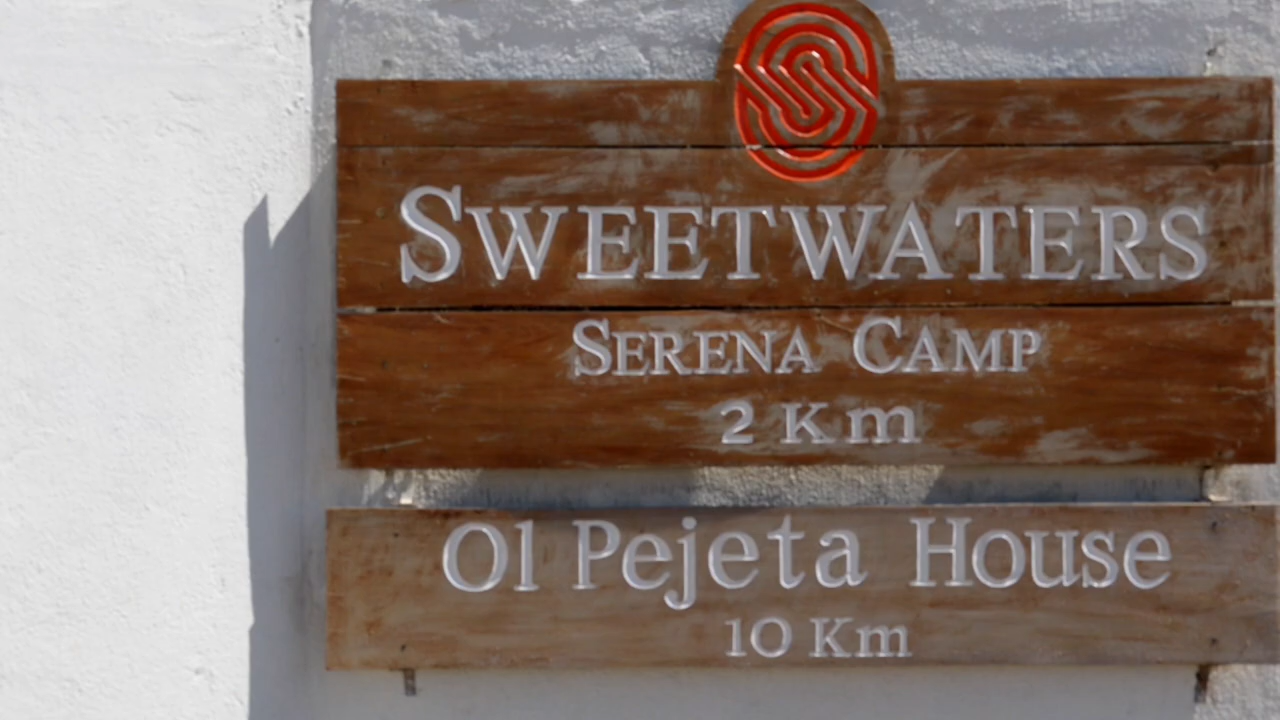 SWEETWATERS
SERENA CAMP
2 Km
Ol Pejeta House
10 Km